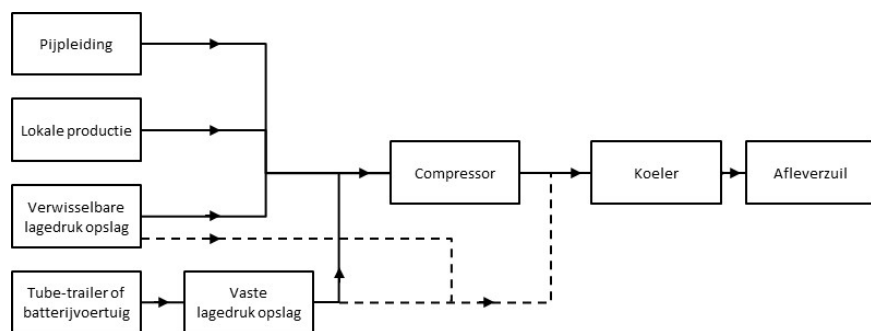 Pijpleiding
Lokale productie
Verwisselbare
lagedruk opslag
Tube-trailer of
batterijvoertuig
Vaste
lagedruk opslag
Compressor
Koeler
Afleverzuil